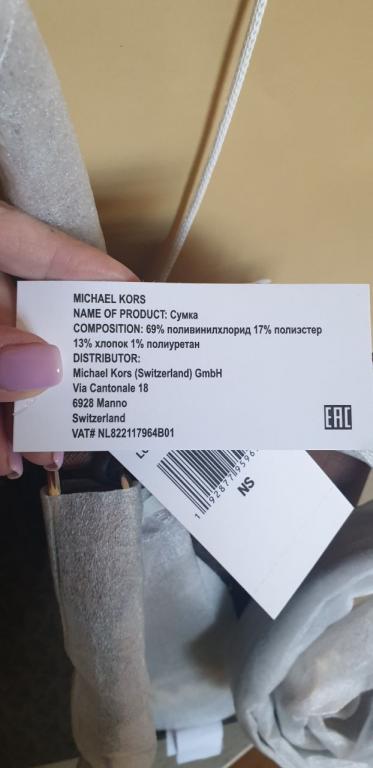 MICHAEL KORS
NAME OF PRODUCT: Сумка
COMPOSITION: 69% поливинилхлорид 17% полиэстер
13% хлопок 1% полиуретан
DISTRIBUTOR:
Michael Kors (Switzerland) GmbH
Via Cantonale 18
6928 Manno
Switzerland
VAT# NL822117964B01
EAC
NS